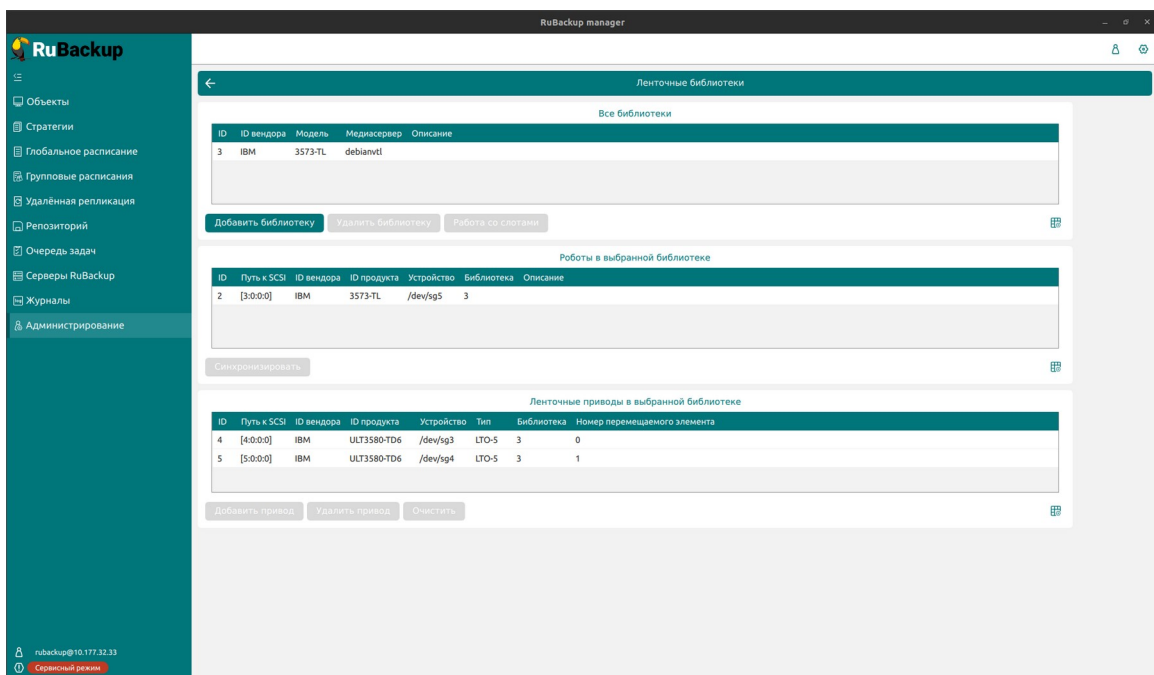 RuBackup manager
RuBackup
Объекты
Стратегии
Глобальное расписание
Групповые расписания
Удалённая репликация
Репозиторий
Очередь задач
Серверы RuBackup
Журналы
Администрирование
rubackup@10.177.32.33
Сервисный режим
Ленточные библиотеки
Все библиотеки
ID ID вендора Модель Медиасервер Описание
3 IBM 3573-TL debianvtl
Добавить библиотеку Удалить библиотеку Работа со слотами
Роботы в выбранной библиотеке
ID Путь к SCSI ID вендора ID продукта Устройство Библиотека Описание
2 [3:0:0:0] IBM 3573-TL /dev/sg5 3
Синхронизировать
Ленточные приводы в выбранной библиотеке
ID Путь к SCSI ID вендора ID продукта Устройство Тип Библиотека Номер перемещаемого элемента
4 [4:0:0:0] IBM ULT3580-TD6 /dev/sg3 LTO-5 3 0
5 [5:0:0:0] IBM ULT3580-TD6 /dev/sg4 LTO-5 3 1
Добавить привод Удалить привод Очистить